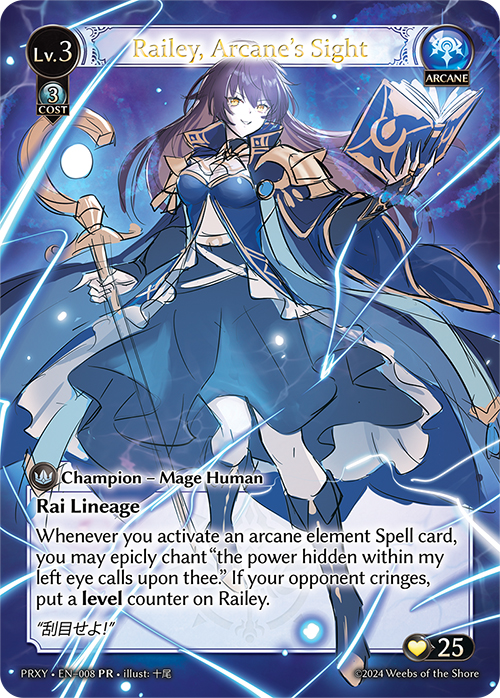 Lv.3
Railey, Arcane's Sight
ARCANE
3
COST
Champion – Mage Human
Rai Lineage
Whenever you activate an arcane element Spell card,
you may epicly chant “the power hidden within my
left eye calls upon thee.” If your opponent cringes,
put a level counter on Railey.
“刮目せよ!”
25
PRXY • EN-008 PR • illust: 十尾
©2024 Weebs of the Shore